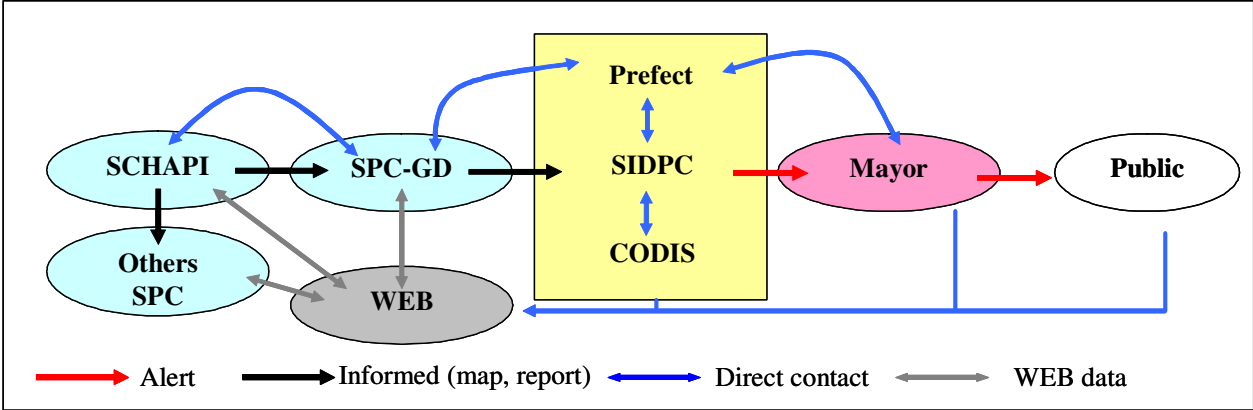 Prefect
SCHAPI
SPC-GD
SIDPC
Mayor
Public
Others
SPC
WEB
CODIS
Alert
Informed (map, report)
Direct contact
WEB data